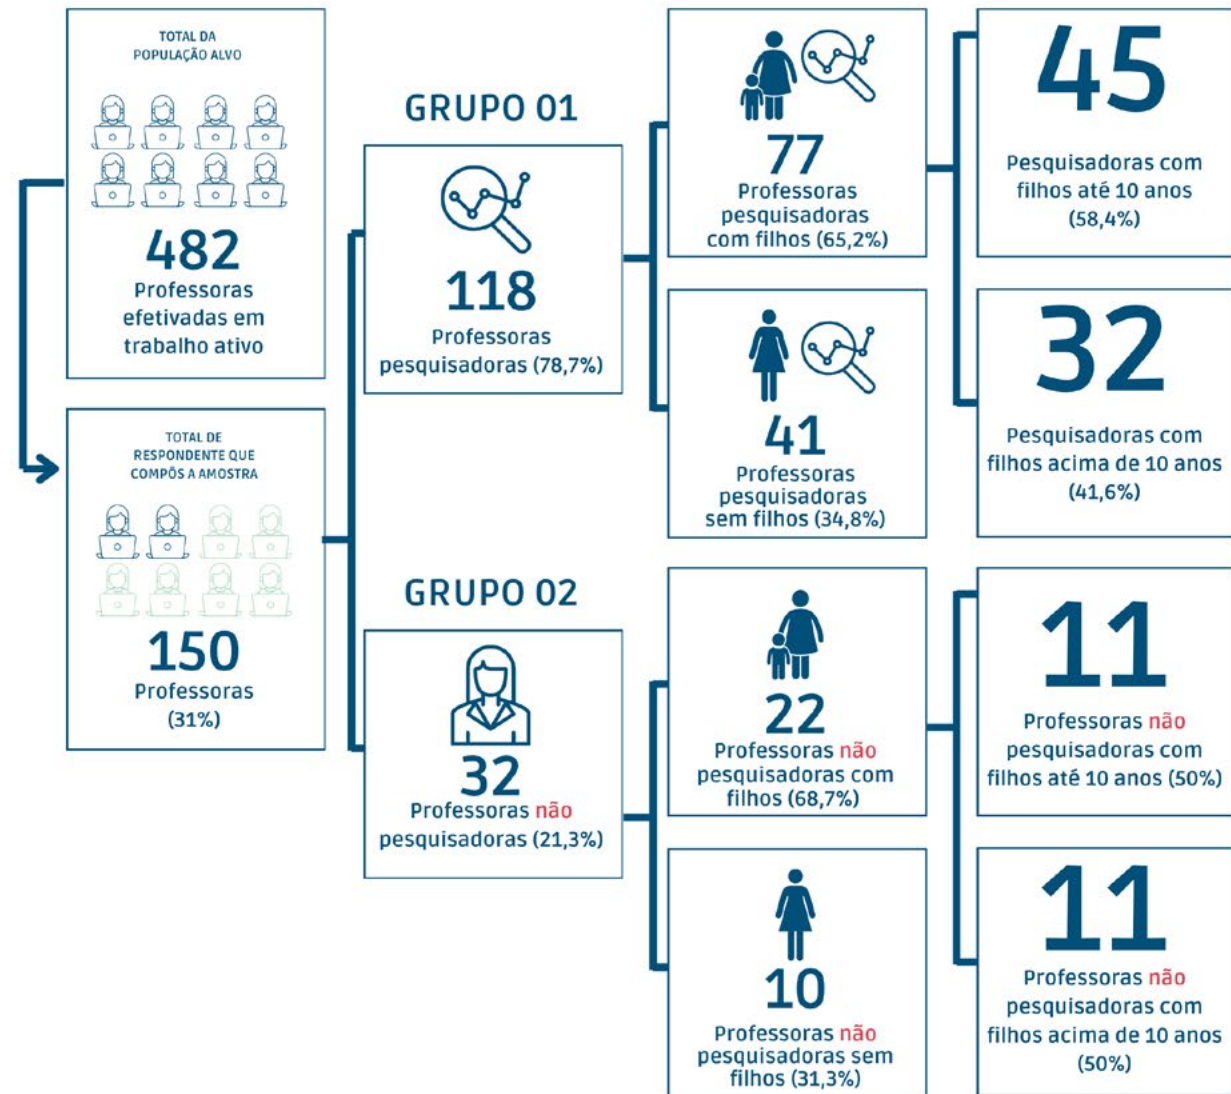 TOTAL DA
POPULAÇÃO ALVO
482
Professoras
efetivadas em
trabalho ativo
TOTAL DE
RESPONDENTE QUE
COMPÔS A AMOSTRA
150
Professoras
(31%)
GRUPO 01
118
Professoras
pesquisadoras (78,7%)
77
Professoras
pesquisadoras
com filhos (65,2%)
45
Pesquisadoras com
filhos até 10 anos
(58,4%)
32
Pesquisadoras com
filhos acima de 10 anos
(41,6%)
41
Professoras
pesquisadoras
sem filhos (34,8%)
GRUPO 02
32
Professoras não
pesquisadoras (21,3%)
22
Professoras não
pesquisadoras com
filhos (68,7%)
11
Professoras não
pesquisadoras com
filhos até 10 anos (50%)
11
Professoras não
pesquisadoras com
filhos acima de 10 anos
(50%)
10
Professoras não
pesquisadoras sem
filhos (31,3%)